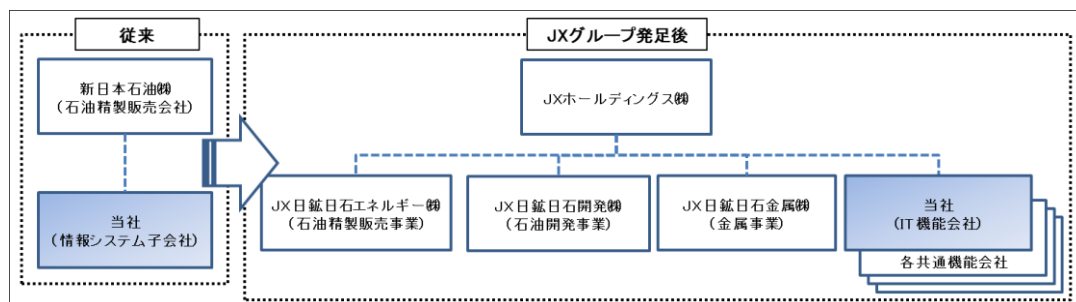 従来
新日本石油㈱
（石油精製販売会社）
当社
（情報システム子会社）
JXグループ発足後
JXホールディングス㈱
JX日鉱日石エネルギー㈱
（石油精製販売事業）
JX日鉱日石開発㈱
（石油開発事業）
JX日鉱日石金属㈱
（金属事業）
当社
（IT機能会社）
各共通機能会社